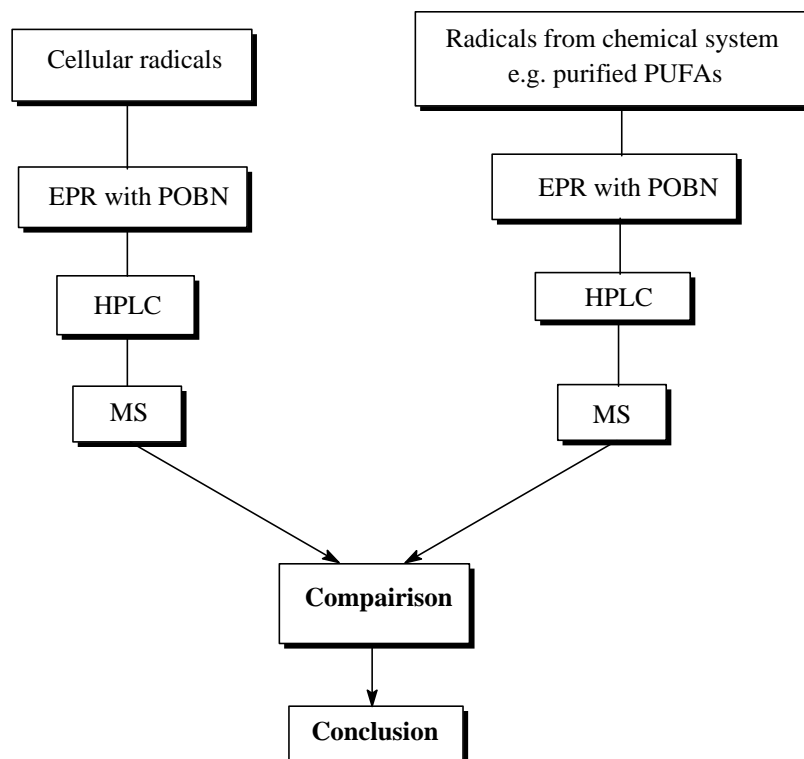 Cellular radicals
Radicals from chemical system
e.g. purified PUFAs
EPR with POBN
EPR with POBN
HPLC
HPLC
MS
MS
Compairison
Conclusion